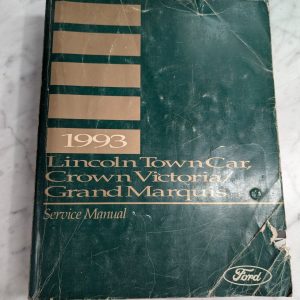 1993
Lincoln Town Car,
Crown Victoria/
Grand Marquis
Service Manual
Ford